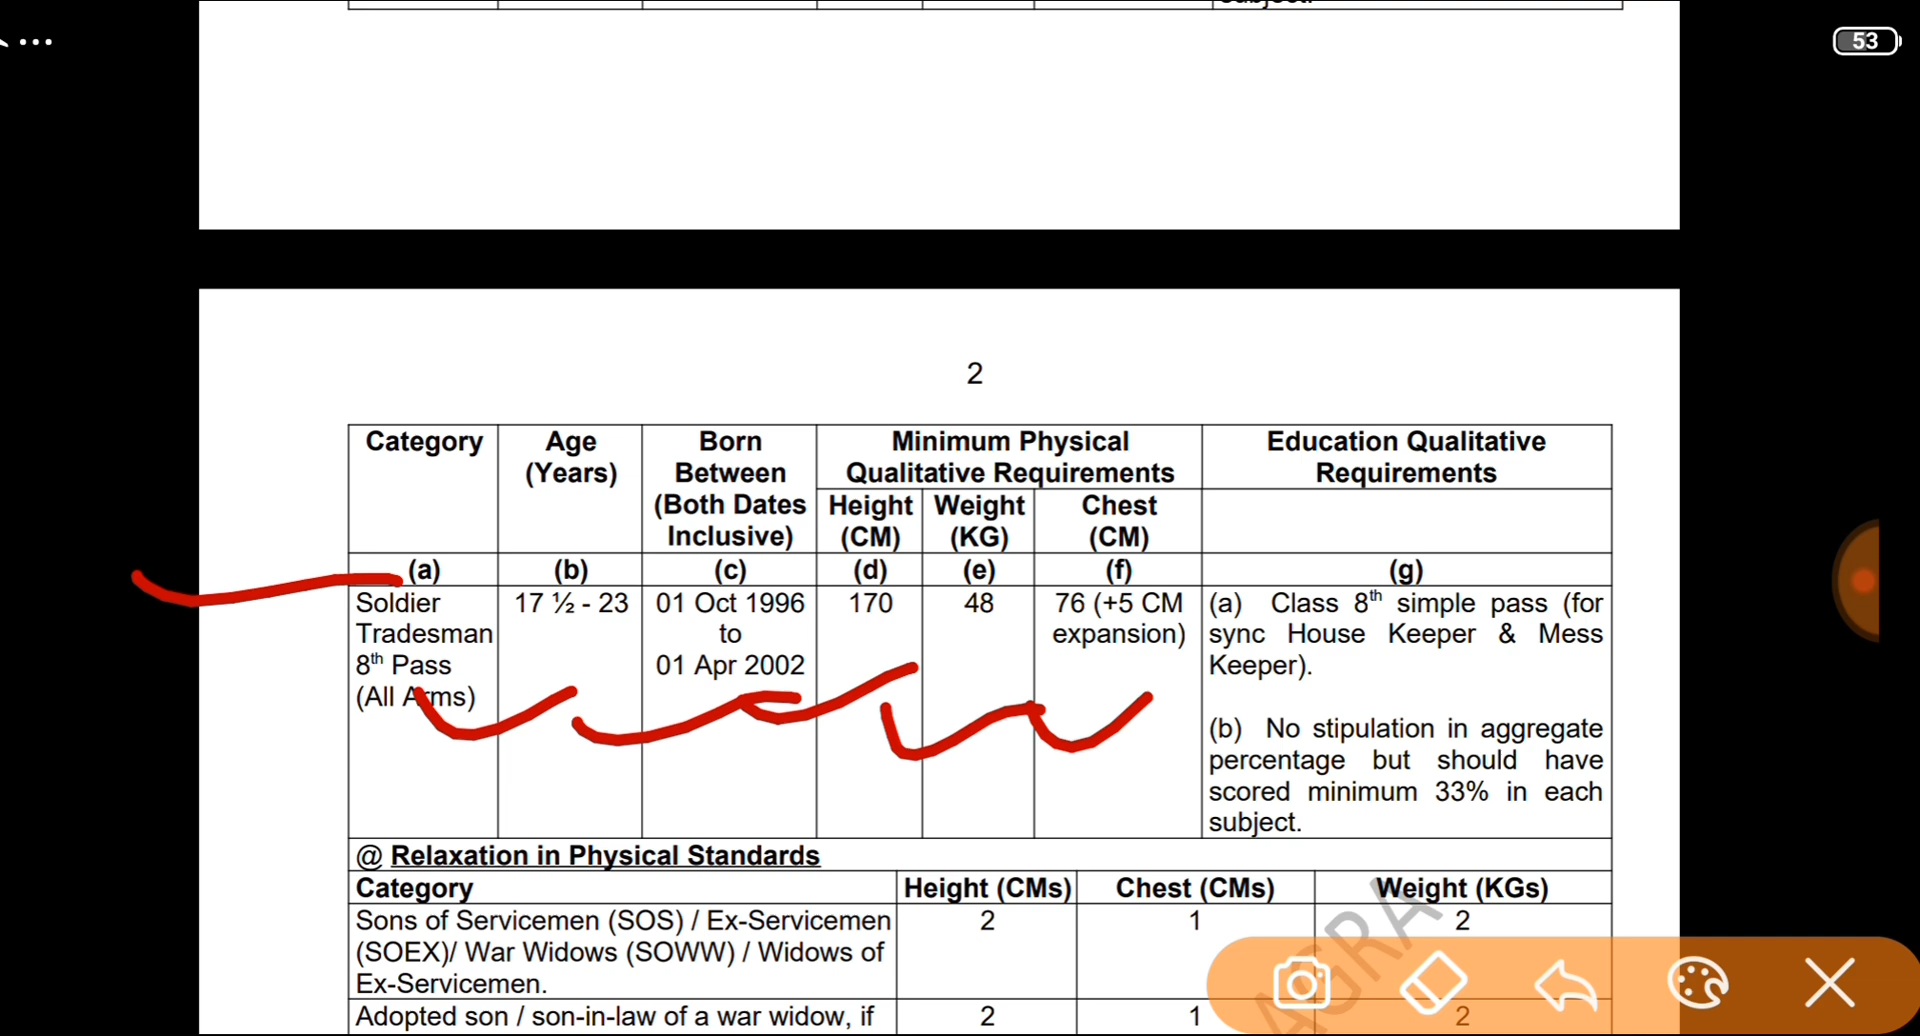 53
2
Category
Age
(Years)
Born
Between
(Both Dates
Inclusive)
Minimum Physical
Qualitative Requirements
Education Qualitative
Requirements
Height
(CM)
Weight
(KG)
Chest
(CM)
(a)
(b)
(c)
(d)
(e)
(f)
(g)
Soldier
Tradesman
8th Pass
(All Arms)
17 ½ - 23
01 Oct 1996
to
01 Apr 2002
170
48
76 (+5 CM
expansion)
(a) Class 8th simple pass (for
sync House Keeper & Mess
Keeper).
(b) No stipulation in aggregate
percentage but should have
scored minimum 33% in each
subject.
@ Relaxation in Physical Standards
Category
Height (CMs)
Chest (CMs)
Weight (KGs)
Sons of Servicemen (SOS) / Ex-Servicemen
(SOEX)/ War Widows (SOWW) / Widows of
Ex-Servicemen.
2
1
2
Adopted son / son-in-law of a war widow, if
2
1
2
AGRA